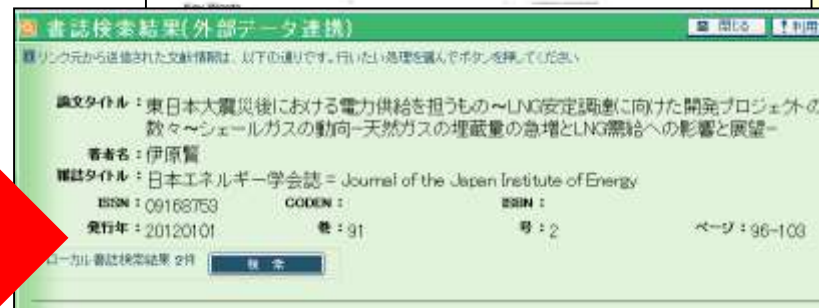 書誌検索結果(外部データ連携)
閉じる
利用
リンク元から送信された文献情報は、以下の通りです。行いたい処理を選んでボタンを押してください
論文タイトル:東日本大震災後における電力供給を担うもの～LNG安定調達に向けた開発プロジェクトの
数々～シェールガスの動向-天然ガスの埋蔵量の急増とLNG需給への影響と展望-
著者名:伊原賢
雑誌タイトル:日本エネルギー学会誌 = Journal of the Japan Institute of Energy
ISSN:09168753 CODEN: ISBN:
発行年:20120101 巻:91 号:2 ページ:96-103
ローカル書誌検索結果 2件 検索